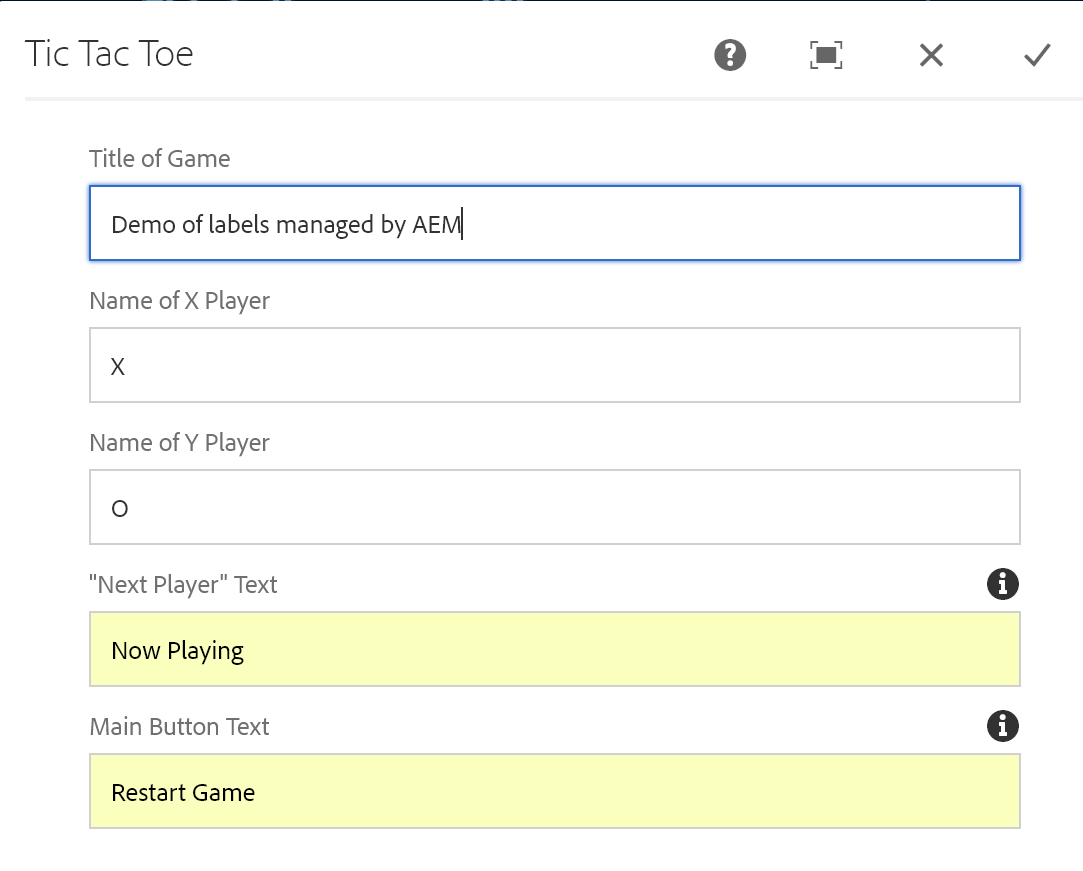 Tic Tac Toe
Title of Game
Demo of labels managed by AEM
Name of X Player
X
Name of Y Player
O
"Next Player" Text
Now Playing
Main Button Text
Restart Game